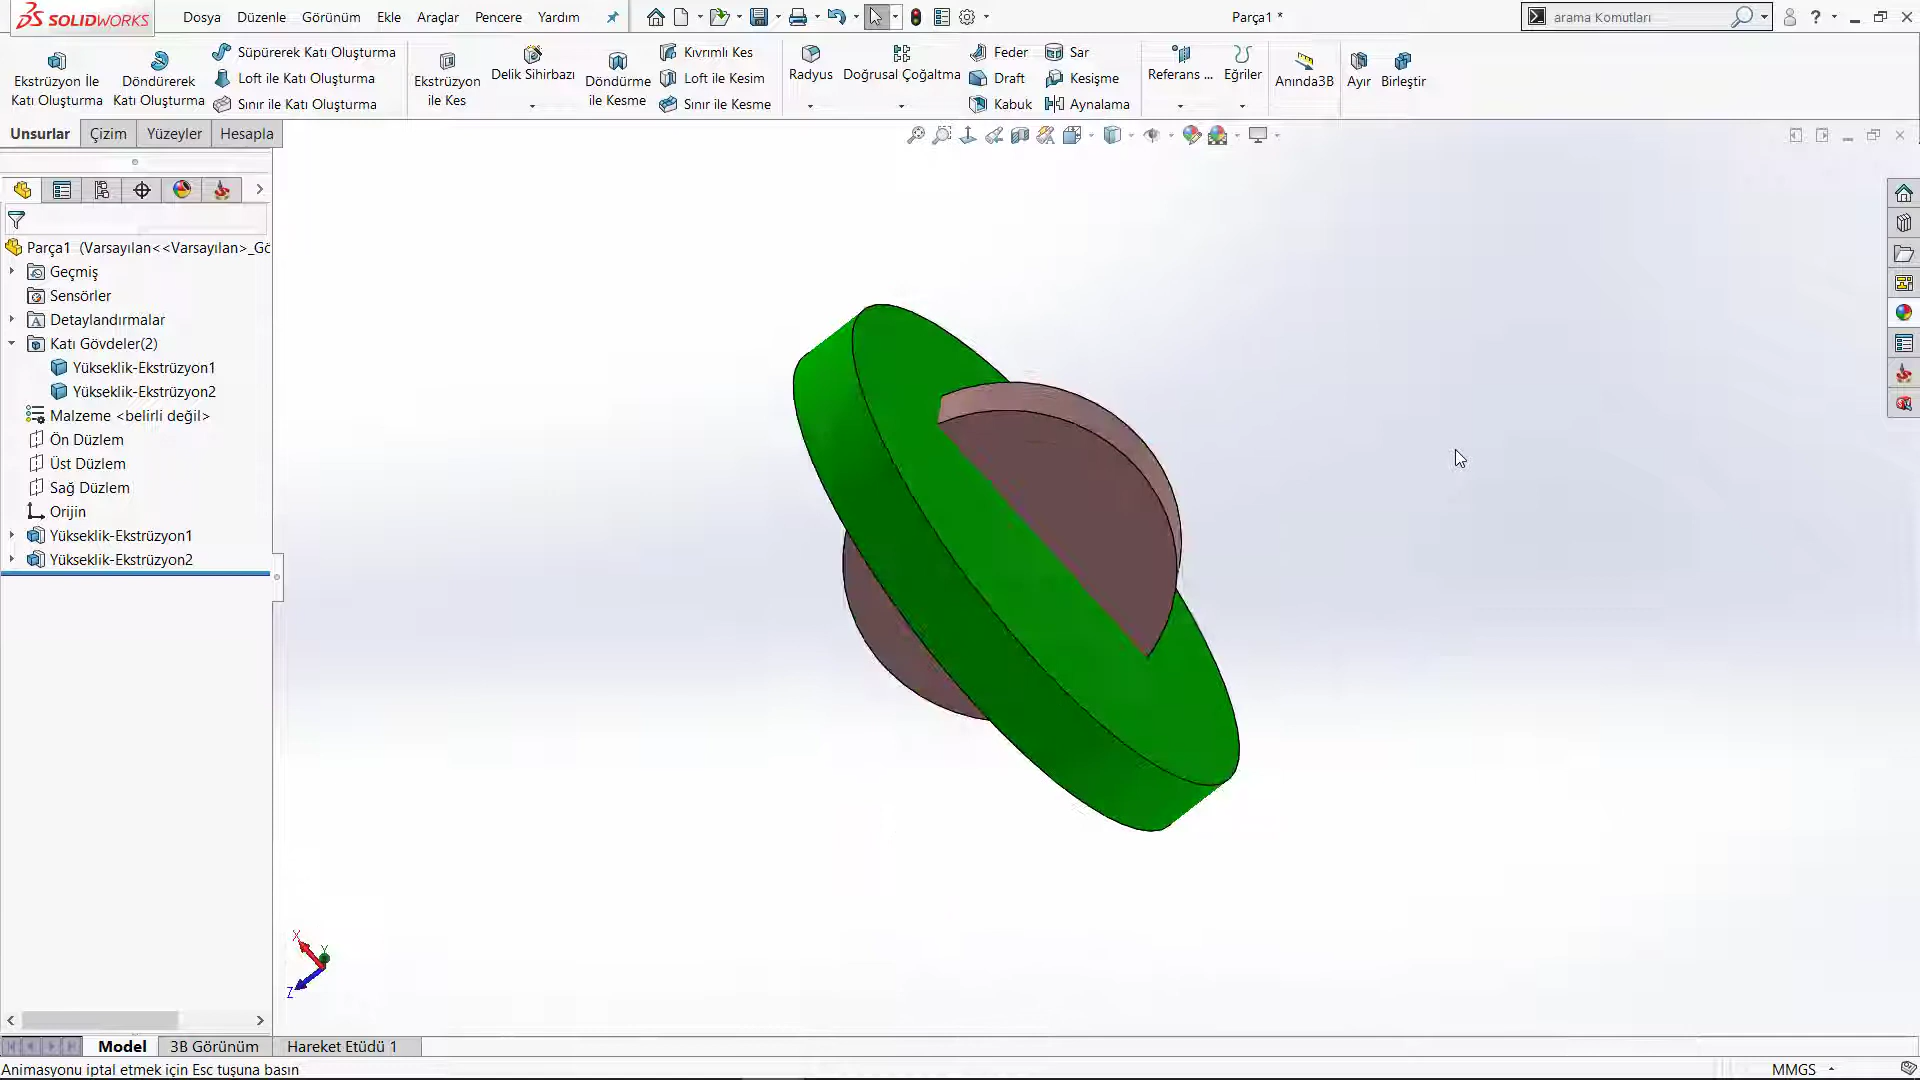 SOLIDWORKS
Dosya Düzenle Görünüm Ekle Araçlar Pencere Yardım
Parça1 *
arama Komutları
?
Ekstrüzyon İle
Katı Oluşturma
Döndürerek
Katı Oluşturma
Süpürerek Katı Oluşturma
Loft ile Katı Oluşturma
Sınır ile Katı Oluşturma
Ekstrüzyon
ile Kes
Delik Sihirbazı
Döndürme
ile Kesme
Kıvrımlı Kes
Loft ile Kesim
Sınır ile Kesme
Radyus
Doğrusal Çoğaltma
Feder
Draft
Kabuk
Sar
Kesişme
Aynalama
Referans ...
Eğriler
Anında3B
Ayır
Birleştir
Unsurlar Çizim Yüzeyler Hesapla
Parça1 (Varsayılan<<Varsayılan>_Gö
Geçmiş
Sensörler
Detaylandırmalar
Katı Gövdeler(2)
Yükseklik-Ekstrüzyon1
Yükseklik-Ekstrüzyon2
Malzeme <belirli değil>
Ön Düzlem
Üst Düzlem
Sağ Düzlem
Orijin
Yükseklik-Ekstrüzyon1
Yükseklik-Ekstrüzyon2
X
Y
Z
Model 3B Görünüm Hareket Etüdü 1
Animasyonu iptal etmek için Esc tuşuna basın
MMGS